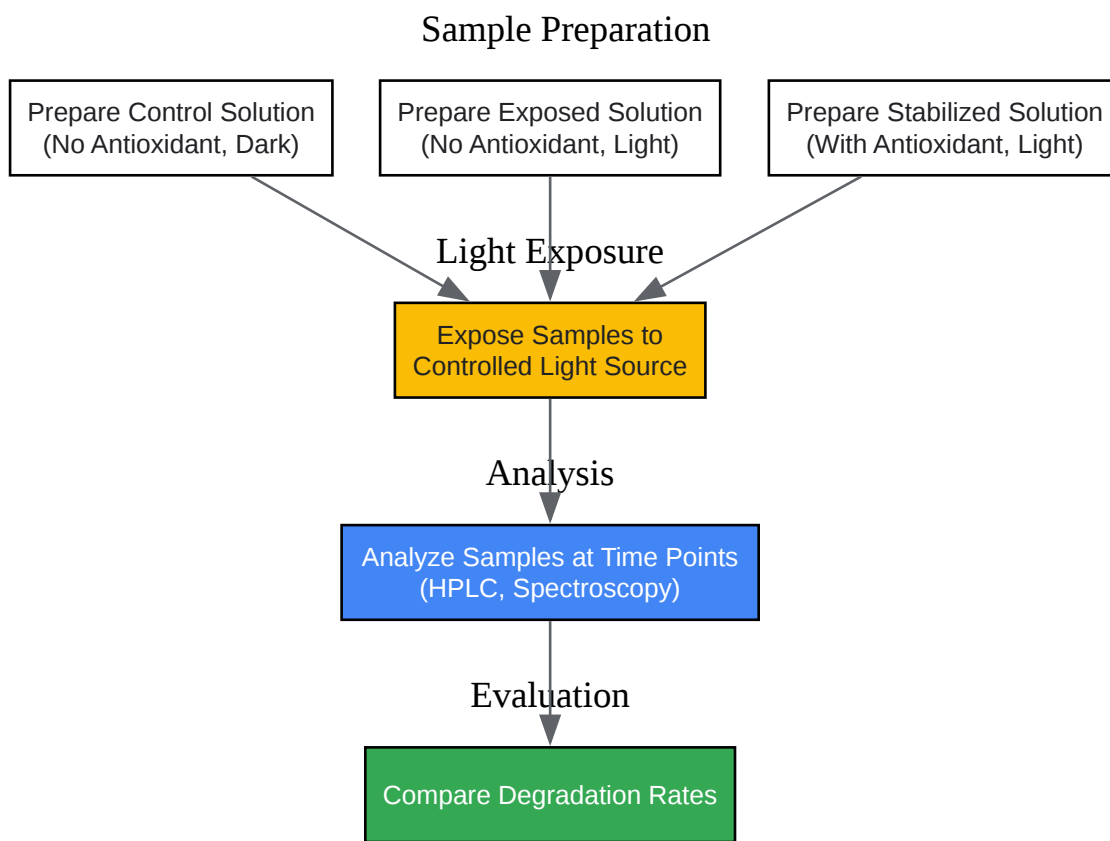 Sample Preparation
Prepare Control Solution
(No Antioxidant, Dark)
Prepare Exposed Solution
(No Antioxidant, Light)
Prepare Stabilized Solution
(With Antioxidant, Light)
Light Exposure
Expose Samples to
Controlled Light Source
Analysis
Analyze Samples at Time Points
(HPLC, Spectroscopy)
Evaluation
Compare Degradation Rates